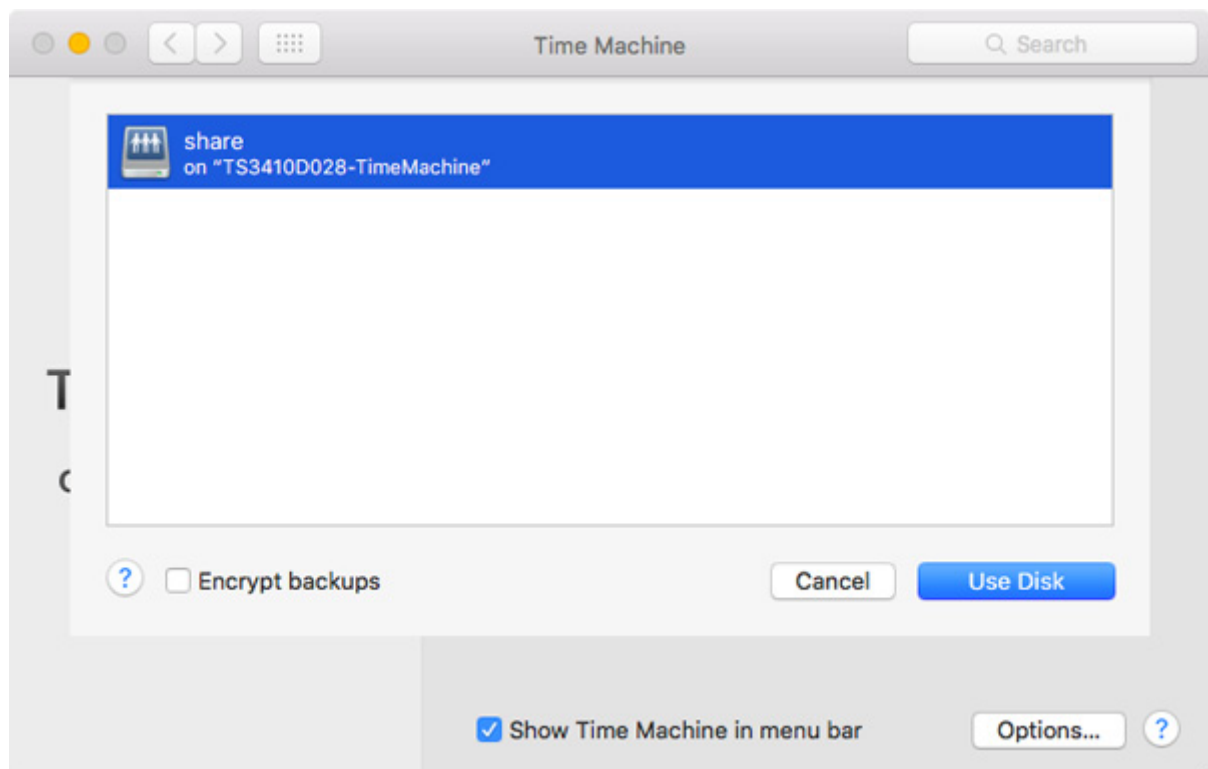 Time Machine
Search
share
on "TS3410D028-TimeMachine"
T
? Encrypt backups
Cancel
Use Disk
Show Time Machine in menu bar
Options...
?